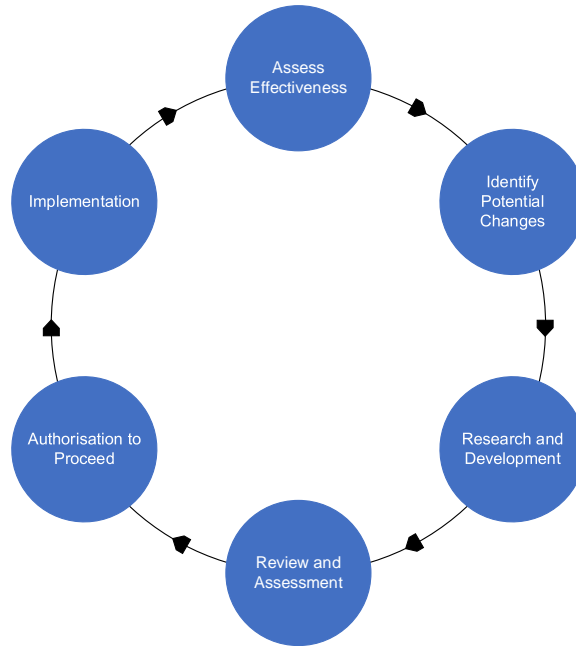 Assess
Effectiveness
Identify
Potential
Changes
Research and
Development
Review and
Assessment
Authorisation to
Proceed
Implementation